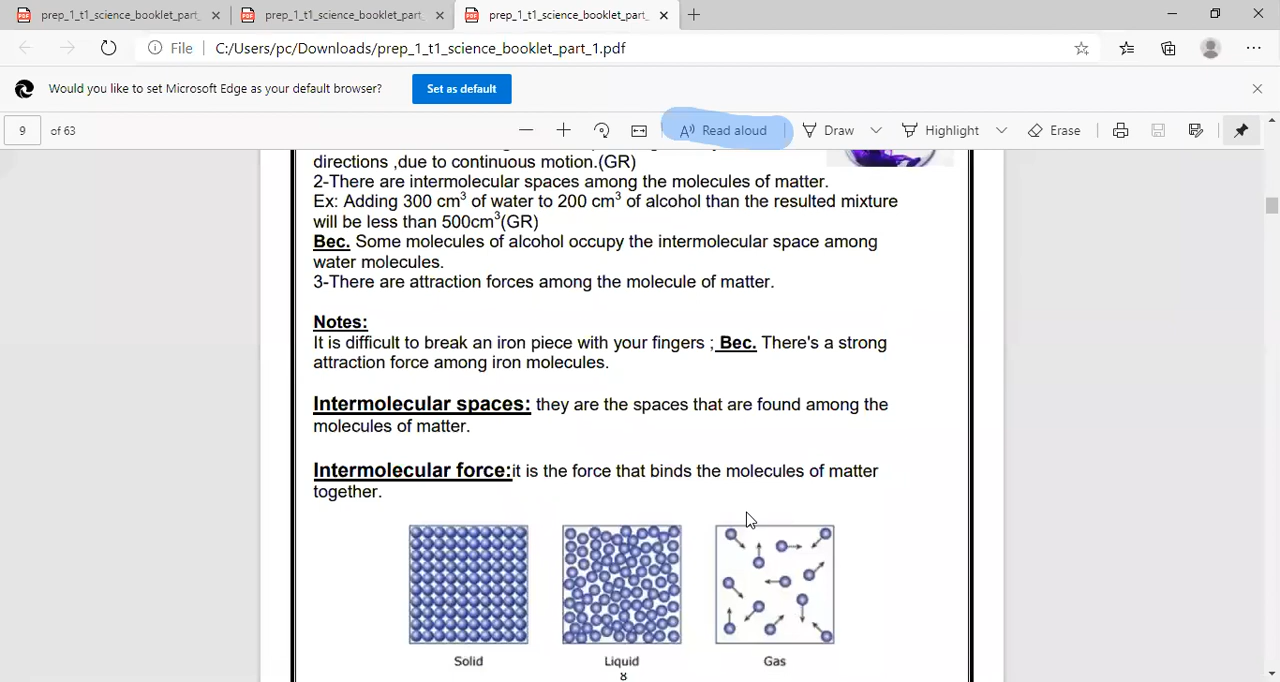 prep_1_t1_science_booklet_part_ prep_1_t1_science_booklet_part_ prep_1_t1_science_booklet_part_
File C:/Users/pc/Downloads/prep_1_t1_science_booklet_part_1.pdf
Would you like to set Microsoft Edge as your default browser? Set as default
9 of 63 Read aloud Draw Highlight Erase
directions ,due to continuous motion.(GR)
2-There are intermolecular spaces among the molecules of matter.
Ex: Adding 300 cm³ of water to 200 cm³ of alcohol than the resulted mixture
will be less than 500cm³(GR)
Bec. Some molecules of alcohol occupy the intermolecular space among
water molecules.
3-There are attraction forces among the molecule of matter.
Notes:
It is difficult to break an iron piece with your fingers ; Bec. There's a strong
attraction force among iron molecules.
Intermolecular spaces: they are the spaces that are found among the
molecules of matter.
Intermolecular force:it is the force that binds the molecules of matter
together.
Solid Liquid Gas